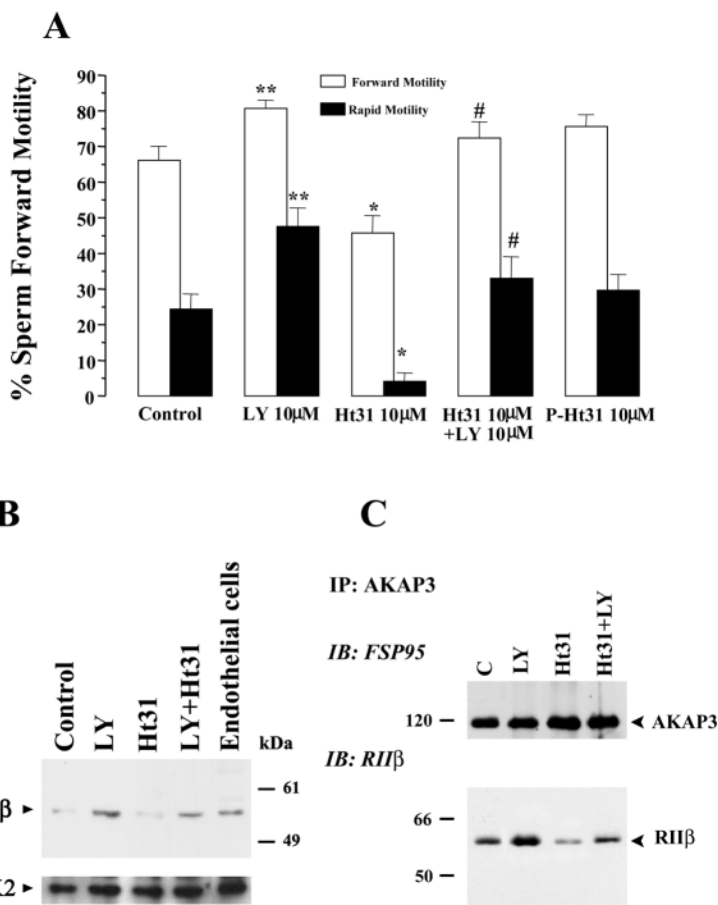 A
% Sperm Forward Motility
90
80
70
60
50
40
30
20
10
0
Forward Motility
Rapid Motility
**
**
*
*
#
#
Control
LY 10μM
Ht31 10μM
Ht31 10μM
+LY 10μM
P-Ht31 10μM
B
Control
LY
Ht31
LY+Ht31
Endothelial cells
kDa
61
49
β
2
C
IP: AKAP3
IB: FSP95
C
LY
Ht31
Ht31+LY
120
AKAP3
IB: RIIβ
66
50
RIIβ